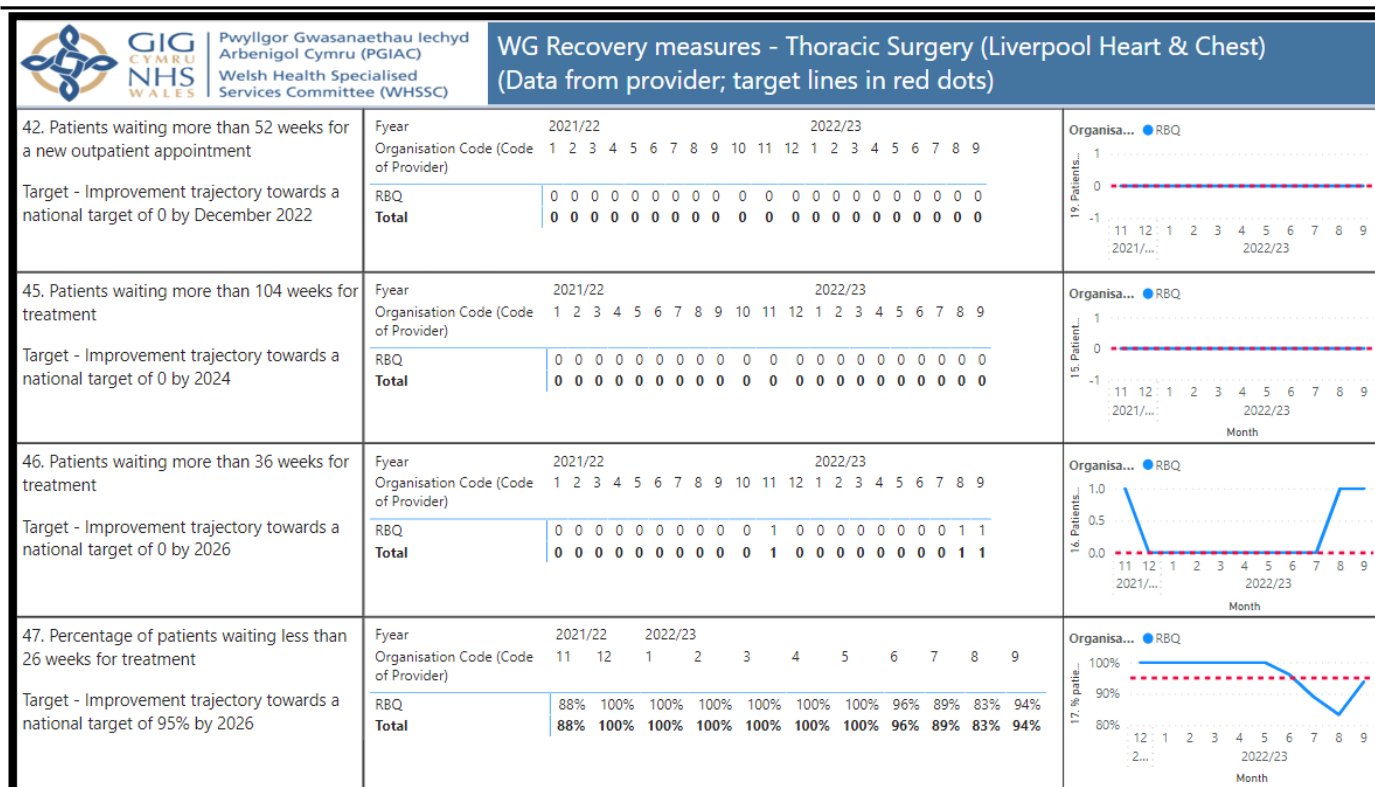 GIG
CYMRU
NHS
WALES
Pwyllgor Gwasanaethau Iechyd
Arbenigol Cymru (PGIAC)
Welsh Health Specialised
Services Committee (WHSSC)
WG Recovery measures - Thoracic Surgery (Liverpool Heart & Chest)
(Data from provider; target lines in red dots)
42. Patients waiting more than 52 weeks for
a new outpatient appointment
Target - Improvement trajectory towards a
national target of 0 by December 2022
Fyear 2021/22 2022/23
Organisation Code (Code 1 2 3 4 5 6 7 8 9 10 11 12 1 2 3 4 5 6 7 8 9
of Provider)
RBQ 0 0 0 0 0 0 0 0 0 0 0 0 0 0 0 0 0 0 0 0 0
Total 0 0 0 0 0 0 0 0 0 0 0 0 0 0 0 0 0 0 0 0 0
Organisa... RBQ
19. Patients...
1
0
-1
11 12 1 2 3 4 5 6 7 8 9
2021/... 2022/23
45. Patients waiting more than 104 weeks for
treatment
Target - Improvement trajectory towards a
national target of 0 by 2024
Fyear 2021/22 2022/23
Organisation Code (Code 1 2 3 4 5 6 7 8 9 10 11 12 1 2 3 4 5 6 7 8 9
of Provider)
RBQ 0 0 0 0 0 0 0 0 0 0 0 0 0 0 0 0 0 0 0 0 0
Total 0 0 0 0 0 0 0 0 0 0 0 0 0 0 0 0 0 0 0 0 0
Organisa... RBQ
15. Patient...
1
0
-1
11 12 1 2 3 4 5 6 7 8 9
2021/... 2022/23
Month
46. Patients waiting more than 36 weeks for
treatment
Target - Improvement trajectory towards a
national target of 0 by 2026
Fyear 2021/22 2022/23
Organisation Code (Code 1 2 3 4 5 6 7 8 9 10 11 12 1 2 3 4 5 6 7 8 9
of Provider)
RBQ 0 0 0 0 0 0 0 0 0 0 1 0 0 0 0 0 0 0 0 1 1
Total 0 0 0 0 0 0 0 0 0 0 1 0 0 0 0 0 0 0 0 1 1
Organisa... RBQ
16. Patients...
1.0
0.5
0.0
11 12 1 2 3 4 5 6 7 8 9
2021/... 2022/23
Month
47. Percentage of patients waiting less than
26 weeks for treatment
Target - Improvement trajectory towards a
national target of 95% by 2026
Fyear 2021/22 2022/23
Organisation Code (Code 11 12 1 2 3 4 5 6 7 8 9
of Provider)
RBQ 88% 100% 100% 100% 100% 100% 100% 96% 89% 83% 94%
Total 88% 100% 100% 100% 100% 100% 100% 96% 89% 83% 94%
Organisa... RBQ
17. % patie...
100%
90%
80%
12 1 2 3 4 5 6 7 8 9
2... 2022/23
Month